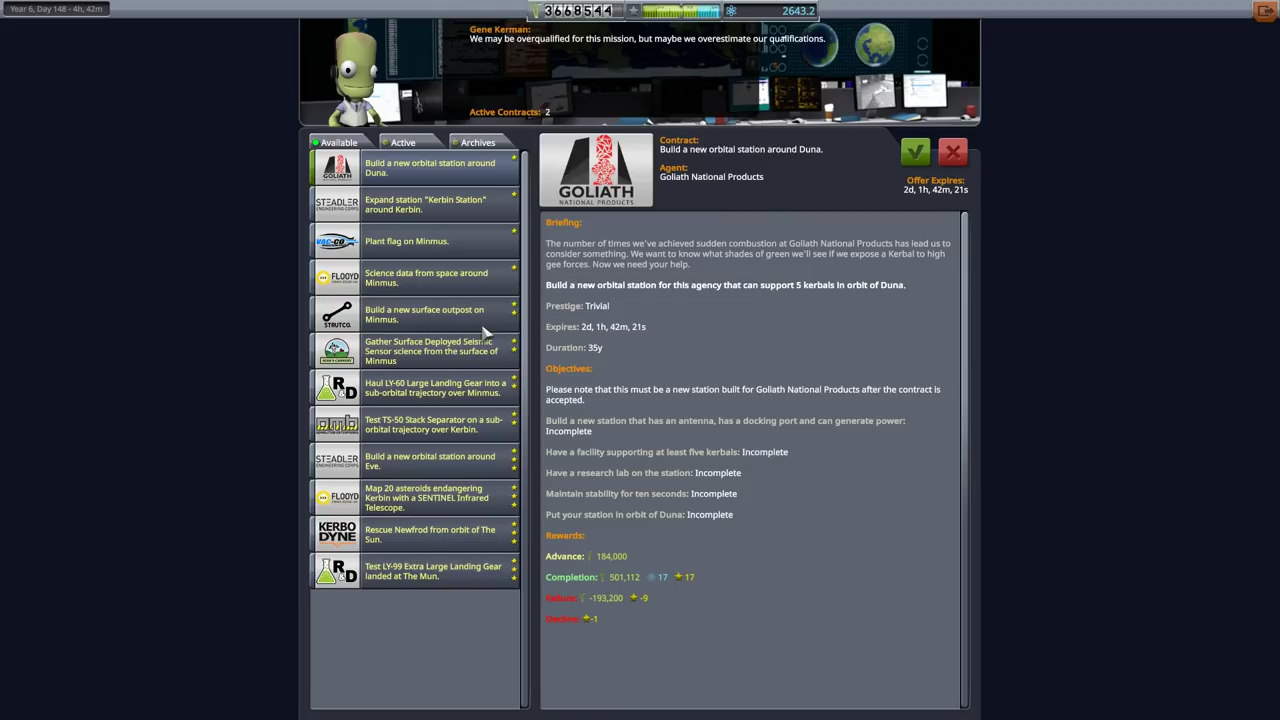 Year 6, Day 148 - 4h, 42m
3668544
2643.2
Gene Kerman:
We may be overqualified for this mission, but maybe we overestimate our qualifications.
Active Contracts: 2
Available
Active
Archives
GOLIATH
NATIONAL PRODUCTS
Build a new orbital station around
Duna.
STEADLER
ENGINEERING CORPS
Expand station "Kerbin Station"
around Kerbin.
VAC-CO
Plant flag on Minmus.
FLOOYD
Science data from space around
Minmus.
STRUTCO.
Build a new surface outpost on
Minmus.
Gather Surface Deployed Seismic
Sensor science from the surface of
Minmus
R&D
Haul LY-60 Large Landing Gear into a
sub-orbital trajectory over Minmus.
Test TS-50 Stack Separator on a sub-
orbital trajectory over Kerbin.
STEADLER
ENGINEERING CORPS
Build a new orbital station around
Eve.
FLOOYD
Map 20 asteroids endangering
Kerbin with a SENTINEL Infrared
Telescope.
KERBO
DYNE
Rescue Newfrod from orbit of The
Sun.
R&D
Test LY-99 Extra Large Landing Gear
landed at The Mun.
GOLIATH
NATIONAL PRODUCTS
Contract:
Build a new orbital station around Duna.
Agent:
Goliath National Products
Offer Expires:
2d, 1h, 42m, 21s
Briefing:
The number of times we've achieved sudden combustion at Goliath National Products has lead us to
consider something. We want to know what shades of green we'll see if we expose a Kerbal to high
gee forces. Now we need your help.
Build a new orbital station for this agency that can support 5 kerbals in orbit of Duna.
Prestige: Trivial
Expires: 2d, 1h, 42m, 21s
Duration: 35y
Objectives:
Please note that this must be a new station built for Goliath National Products after the contract is
accepted.
Build a new station that has an antenna, has a docking port and can generate power:
Incomplete
Have a facility supporting at least five kerbals: Incomplete
Have a research lab on the station: Incomplete
Maintain stability for ten seconds: Incomplete
Put your station in orbit of Duna: Incomplete
Rewards:
Advance: 184,000
Completion: 501,112 17 17
Failure: -193,200 -9
Decline: -1